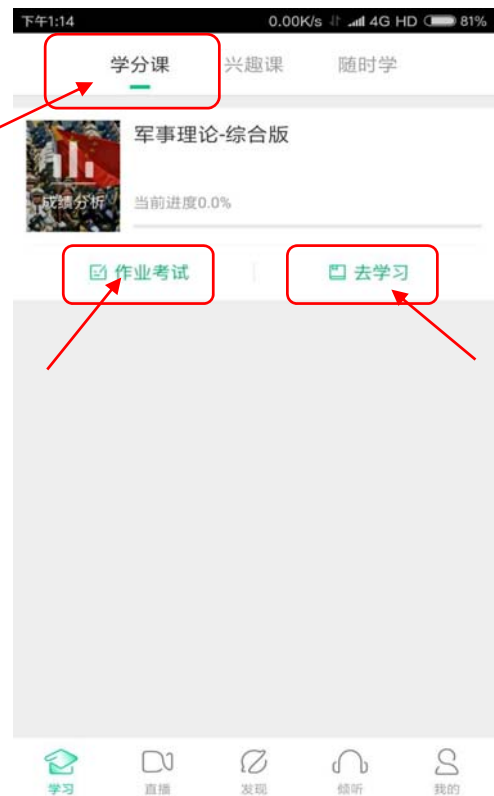 下午1:14 0.00K/s 4G HD 81%
学分课 兴趣课 随时学
军事理论-综合版
成绩分析
当前进度0.0%
作业考试 去学习
学习 直播 发现 倾听 我的